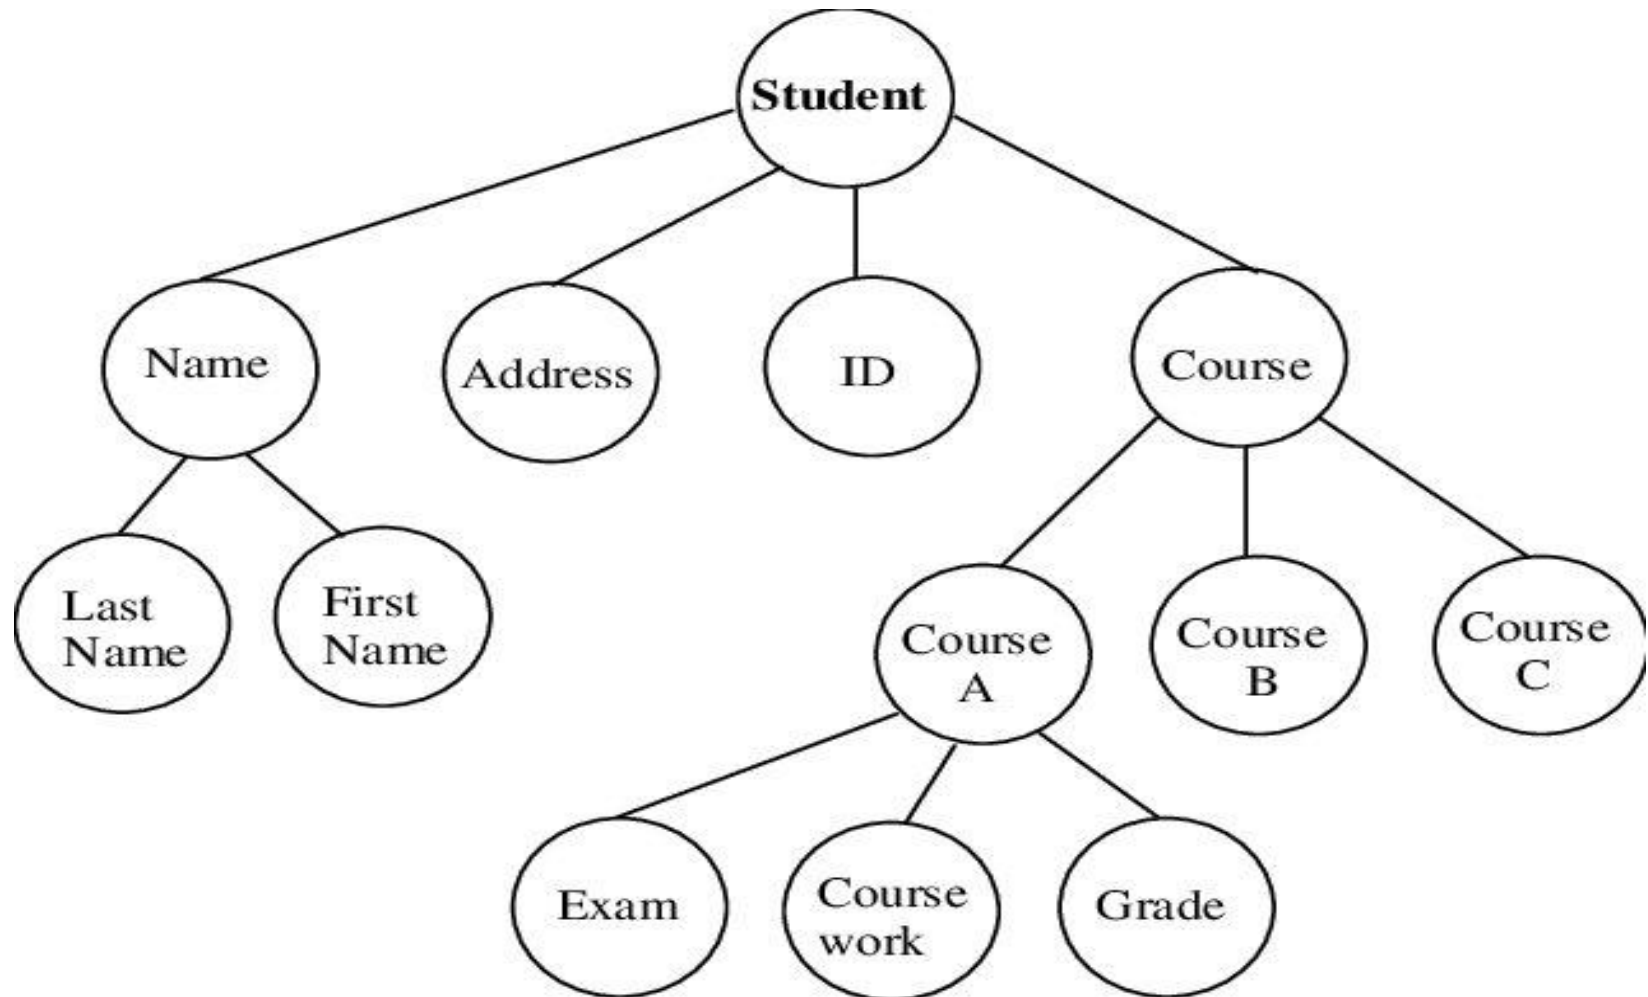 Student
Name
Address
ID
Course
Last
Name
First
Name
Course
A
Course
B
Course
C
Exam
Course
work
Grade